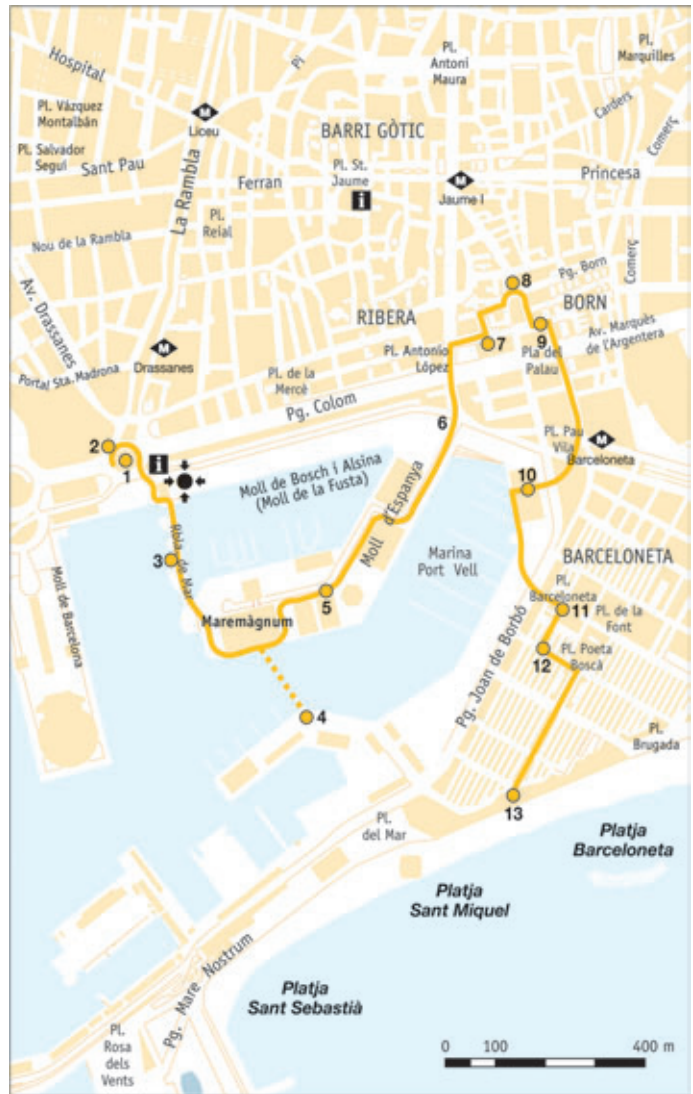 Pl.
Antoni
Maura
Pl.
Marquilles
Hospital
Pi
Pl. Vázquez
Montalbán
M
Liceu
BARRI GÒTIC
Carders
Comerç
Pl. Salvador
Seguí
Sant Pau
La Rambla
Ferran
Pl. St.
Jaume
i
M
Jaume I
Princesa
Pl.
Reial
Nou de la Rambla
Av. Drassanes
8
Pg. Born
Comerç
RIBERA
BORN
7
9
Av. Marquès
de l'Argentera
Pla del
Palau
Pl. Antonio
López
M
Drassanes
Portal Sta. Madrona
Pl. de la
Mercè
Pg. Colom
6
Pl. Pau
Vila
M
Barceloneta
2
1
i
Moll de Bosch i Alsina
(Moll de la Fusta)
10
Moll d'Espanya
3
Rbla. de Mar
Marina
Port Vell
BARCELONETA
Moll de Barcelona
Maremàgnum
5
Pl.
Barceloneta
11
Pl. de la
Font
12
Pl. Poeta
Boscà
Pg. Joan de Borbó
4
Pl.
Brugada
13
Pl.
del Mar
Platja
Barceloneta
Platja
Sant Miquel
Pg. Mare Nostrum
Platja
Sant Sebastià
Pl.
Rosa
dels
Vents
0 100 400 m